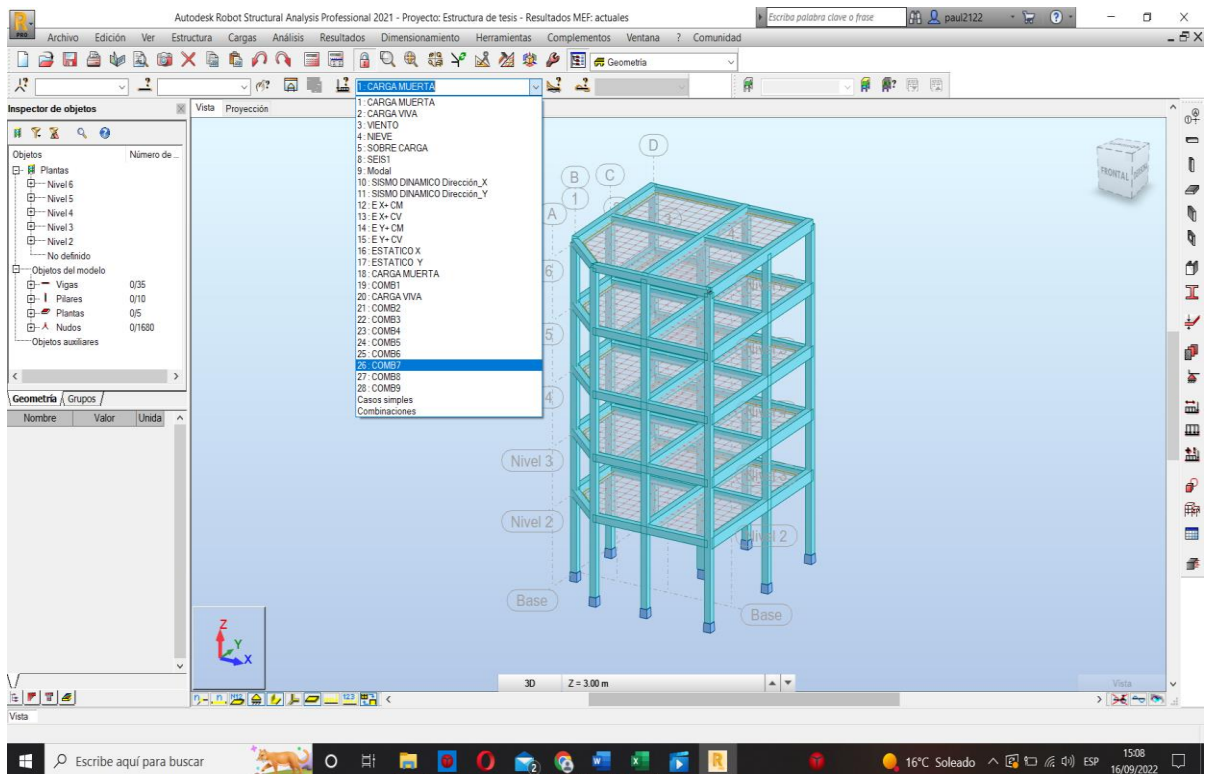 Autodesk Robot Structural Analysis Professional 2021 - Proyecto: Estructura de tesis - Resultados MEF: actuales
Escriba palabra clave o frase
paul2122
PRO
Archivo Edición Ver Estructura Cargas Análisis Resultados Dimensionamiento Herramientas Complementos Ventana ? Comunidad
Geometría
1: CARGA MUERTA
Inspector de objetos
Vista Proyección
1: CARGA MUERTA
2: CARGA VIVA
3: VIENTO
4: NIEVE
5: SOBRE CARGA
8: SEIS1
9: Modal
10: SISMO DINAMICO Dirección_X
11: SISMO DINAMICO Dirección_Y
12: E X+ CM
13: E X+ CV
14: E Y+ CM
15: E Y+ CV
16: ESTATICO X
17: ESTATICO Y
18: CARGA MUERTA
19: COMB1
20: CARGA VIVA
21: COMB2
22: COMB3
23: COMB4
24: COMB5
25: COMB6
26: COMB7
27: COMB8
28: COMB9
Casos simples
Combinaciones
Objetos Número de...
Plantas
Nivel 6
Nivel 5
Nivel 4
Nivel 3
Nivel 2
No definido
Objetos del modelo
Vigas 0/35
Pilares 0/10
Plantas 0/5
Nudos 0/1680
Objetos auxiliares
Geometría Grupos
Nombre Valor Unida
D
B C
1
A
6
5
4
Nivel 3
Nivel 2
Nivel 2
Base
Base
FRONTAL
Z
Y
X
3D Z = 3.00 m
Vista
Vista
Escribe aquí para buscar
16°C Soleado
ESP
15:08
16/09/2022